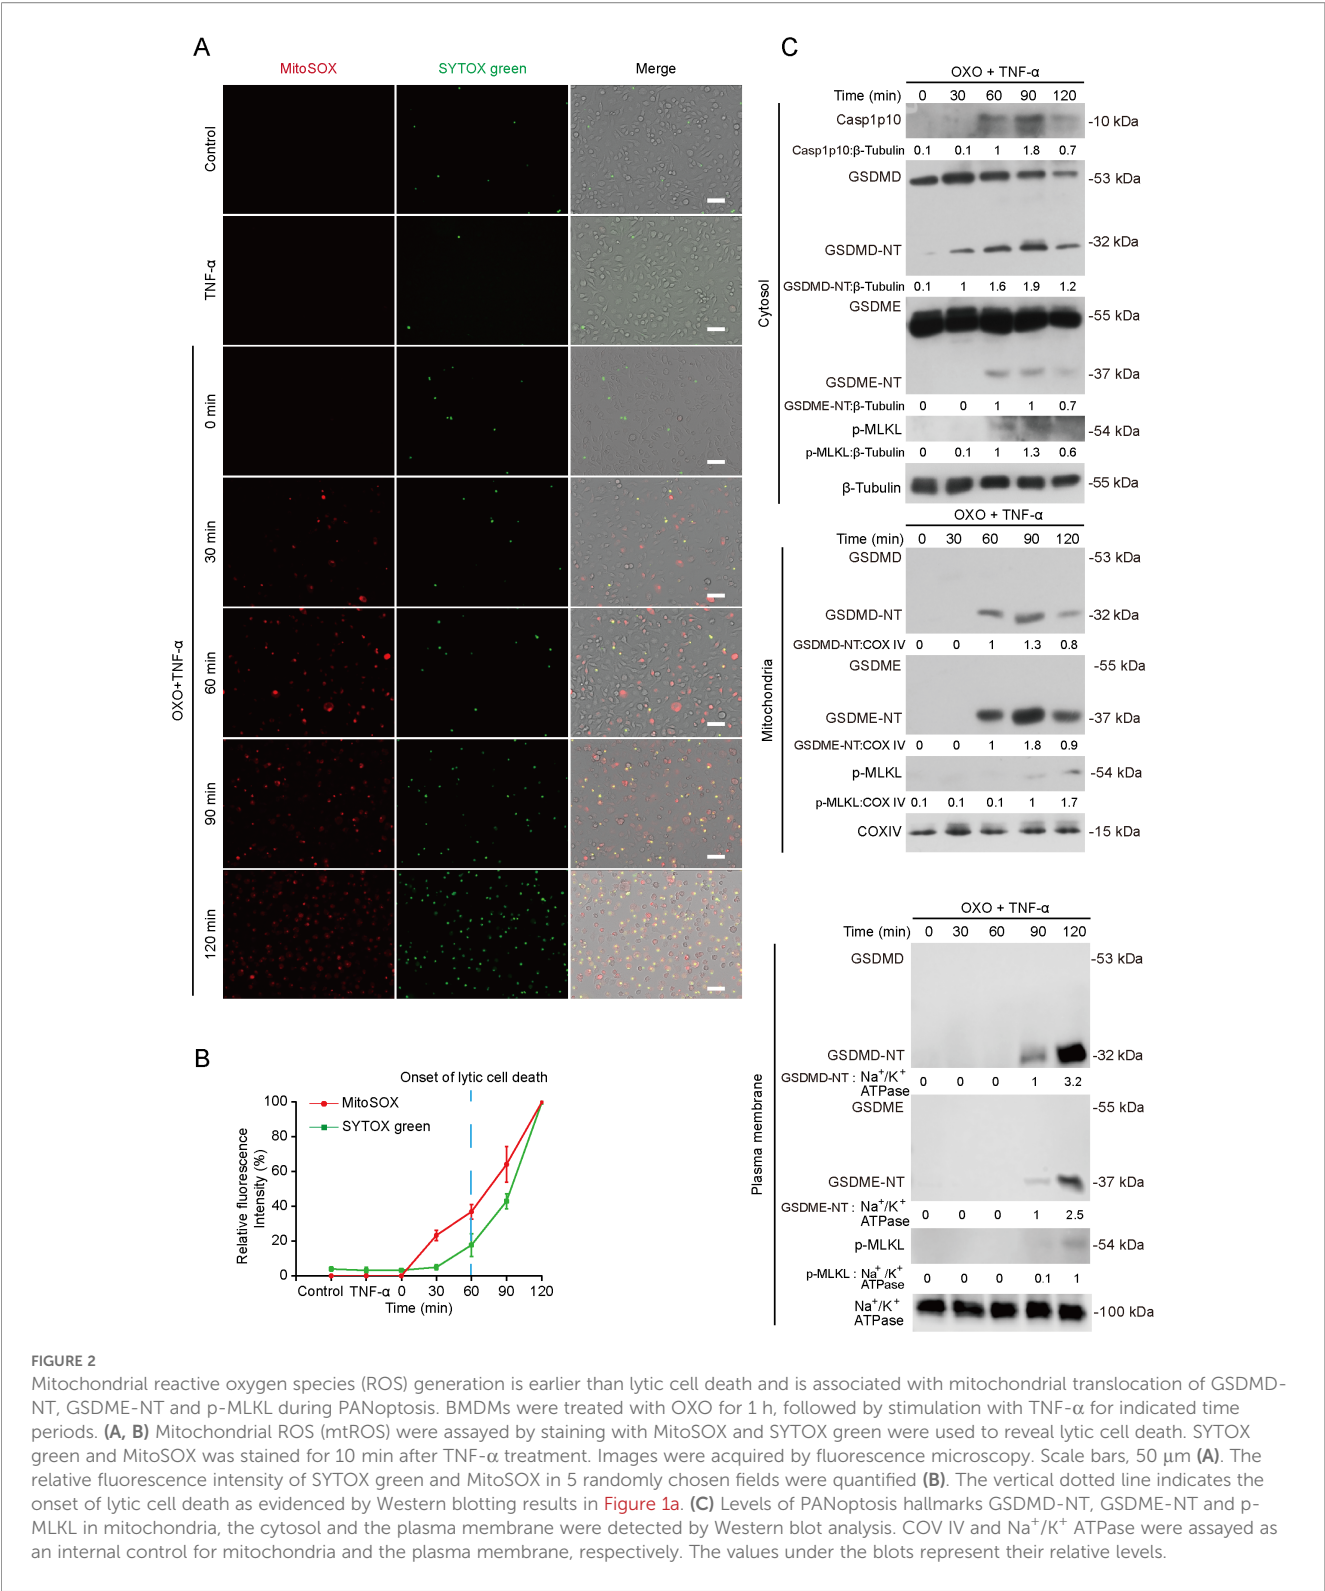 A
MitoSOX SYTOX green Merge
Control
TNF-α
OXO+TNF-α
0 min
30 min
60 min
90 min
120 min
B
Onset of lytic cell death
MitoSOX
SYTOX green
Relative fluorescence
Intensity (%)
100
80
60
40
20
0
Control TNF-α 0 30 60 90 120
Time (min)
C
OXO + TNF-α
Time (min) 0 30 60 90 120
Cytosol
Casp1p10 -10 kDa
Casp1p10:β-Tubulin 0.1 0.1 1 1.8 0.7
GSDMD -53 kDa
-32 kDa
GSDMD-NT
GSDMD-NT:β-Tubulin 0.1 1 1.6 1.9 1.2
GSDME
-55 kDa
-37 kDa
GSDME-NT
GSDME-NT:β-Tubulin 0 0 1 1 0.7
p-MLKL -54 kDa
p-MLKL:β-Tubulin 0 0.1 1 1.3 0.6
β-Tubulin -55 kDa
OXO + TNF-α
Time (min) 0 30 60 90 120
Mitochondria
GSDMD -53 kDa
GSDMD-NT -32 kDa
GSDMD-NT:COX IV 0 0 1 1.3 0.8
GSDME -55 kDa
GSDME-NT -37 kDa
GSDME-NT:COX IV 0 0 1 1.8 0.9
p-MLKL -54 kDa
p-MLKL:COX IV 0.1 0.1 0.1 1 1.7
COXIV -15 kDa
OXO + TNF-α
Time (min) 0 30 60 90 120
Plasma membrane
GSDMD -53 kDa
GSDMD-NT -32 kDa
GSDMD-NT : Na⁺/K⁺ 0 0 0 1 3.2
ATPase
GSDME -55 kDa
GSDME-NT -37 kDa
GSDME-NT : Na⁺/K⁺ 0 0 0 1 2.5
ATPase
p-MLKL -54 kDa
p-MLKL : Na⁺/K⁺ 0 0 0 0.1 1
ATPase
Na⁺/K⁺
ATPase -100 kDa
FIGURE 2
Mitochondrial reactive oxygen species (ROS) generation is earlier than lytic cell death and is associated with mitochondrial translocation of GSDMD-
NT, GSDME-NT and p-MLKL during PANoptosis. BMDMs were treated with OXO for 1 h, followed by stimulation with TNF-α for indicated time
periods. (A, B) Mitochondrial ROS (mtROS) were assayed by staining with MitoSOX and SYTOX green were used to reveal lytic cell death. SYTOX
green and MitoSOX was stained for 10 min after TNF-α treatment. Images were acquired by fluorescence microscopy. Scale bars, 50 μm (A). The
relative fluorescence intensity of SYTOX green and MitoSOX in 5 randomly chosen fields were quantified (B). The vertical dotted line indicates the
onset of lytic cell death as evidenced by Western blotting results in Figure 1a. (C) Levels of PANoptosis hallmarks GSDMD-NT, GSDME-NT and p-
MLKL in mitochondria, the cytosol and the plasma membrane were detected by Western blot analysis. COV IV and Na⁺/K⁺ ATPase were assayed as
an internal control for mitochondria and the plasma membrane, respectively. The values under the blots represent their relative levels.